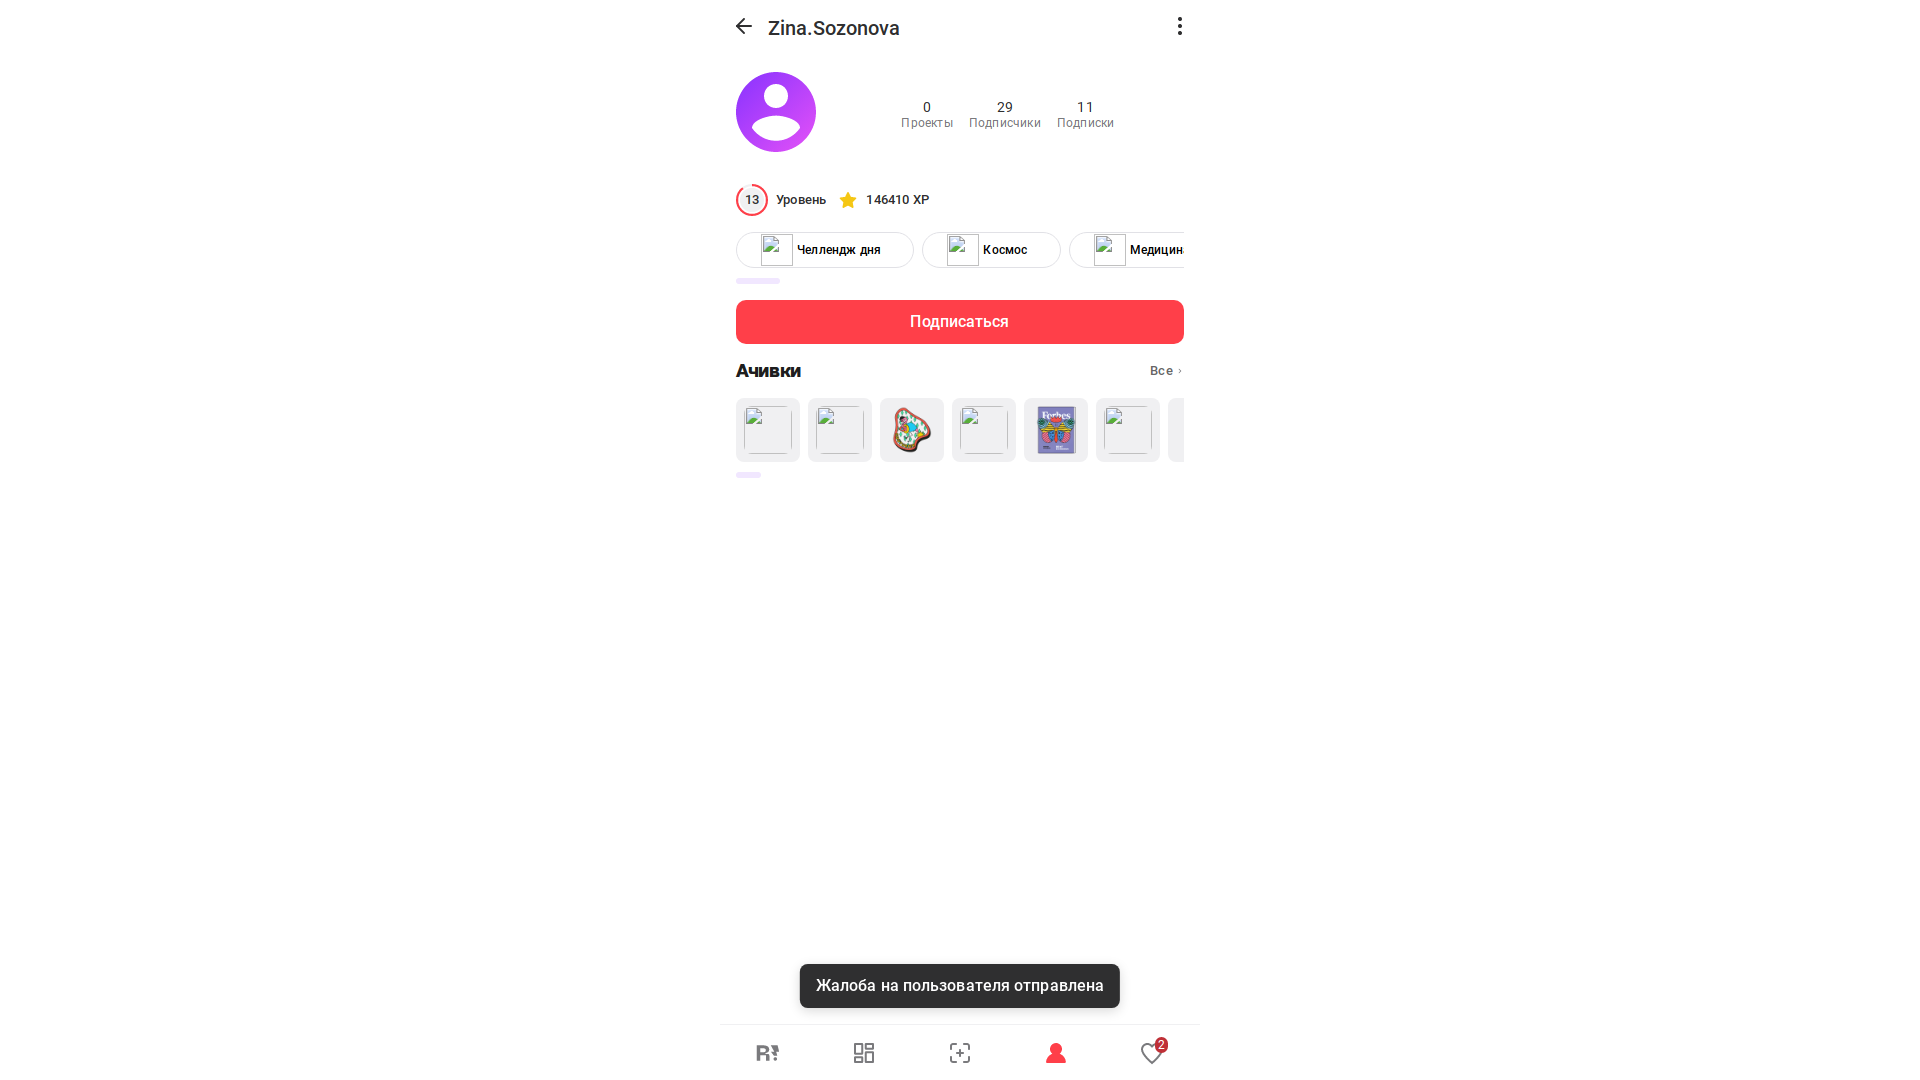 Zina.Sozonova
0
Проекты
29
Подписчики
11
Подписки
13
Уровень
146410 XP
Челлендж дня
Космос
Медицина
Подписаться
Ачивки
Все
Forbes
Жалоба на пользователя отправлена
R
2